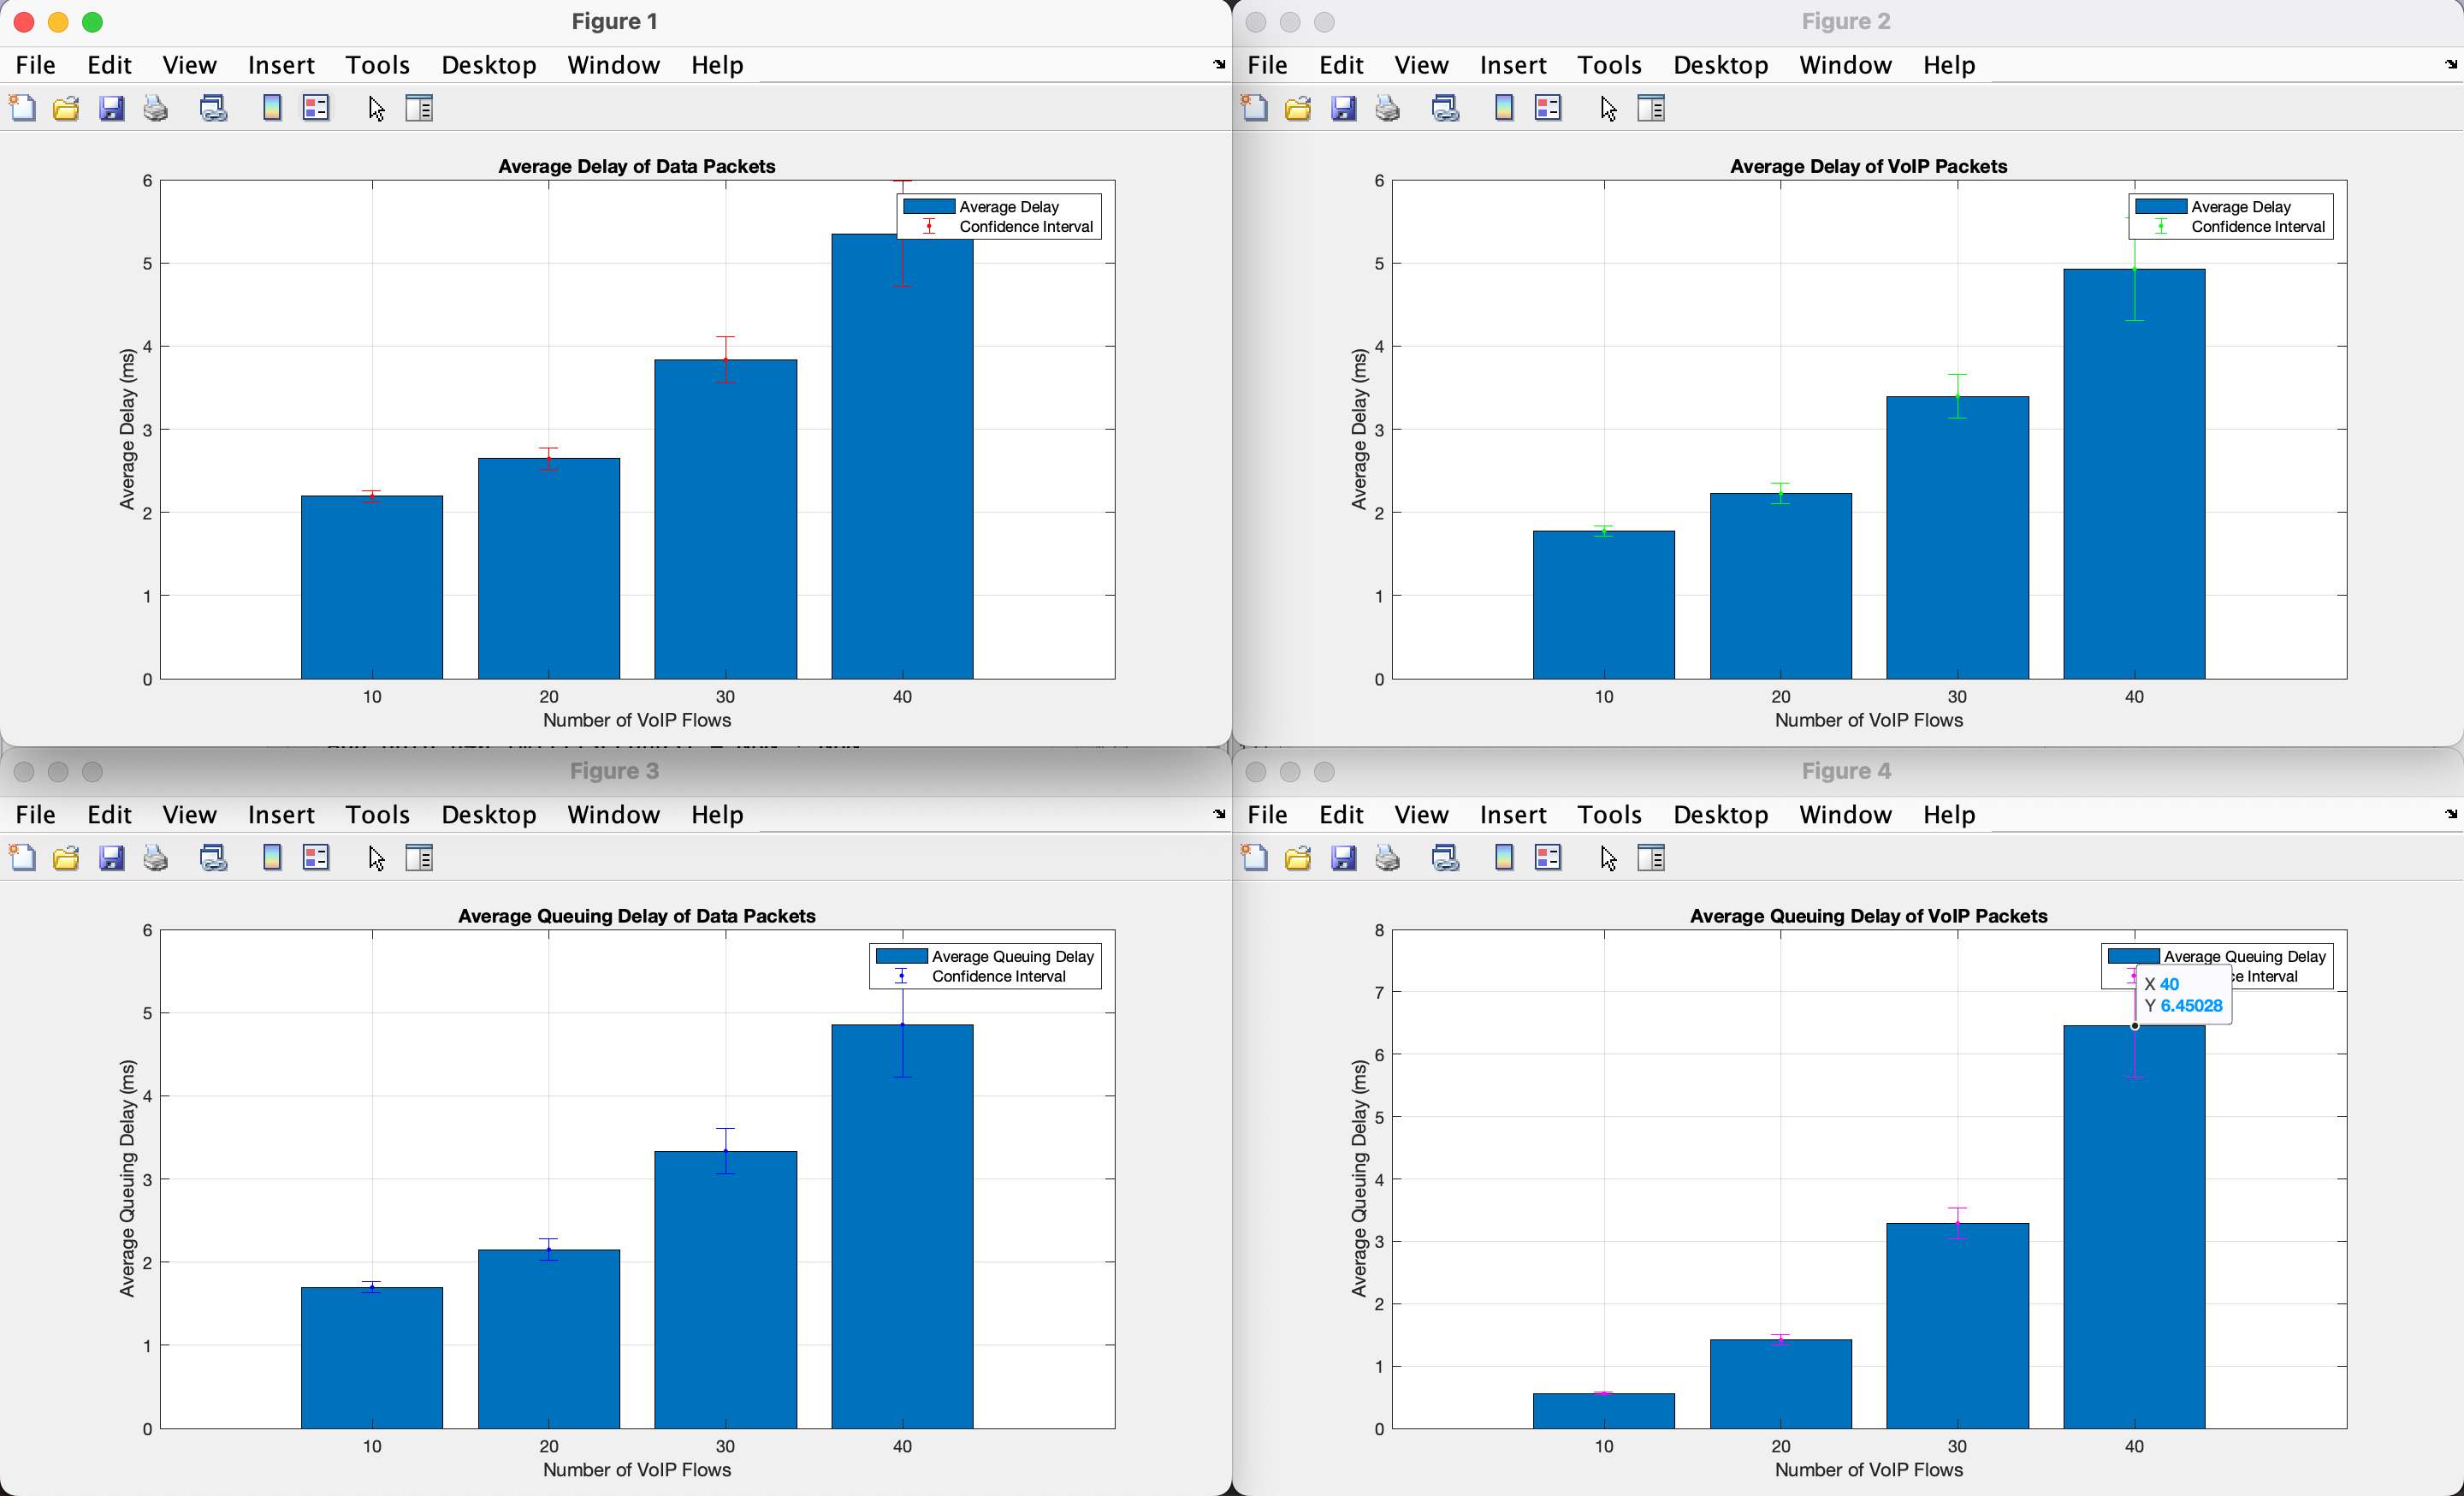 Figure 1
File Edit View Insert Tools Desktop Window Help
Average Delay of Data Packets
Average Delay
Confidence Interval
6
5
4
3
2
1
0
Average Delay (ms)
10 20 30 40
Number of VoIP Flows
Figure 2
File Edit View Insert Tools Desktop Window Help
Average Delay of VoIP Packets
Average Delay
Confidence Interval
6
5
4
3
2
1
0
Average Delay (ms)
10 20 30 40
Number of VoIP Flows
Figure 3
File Edit View Insert Tools Desktop Window Help
Average Queuing Delay of Data Packets
Average Queuing Delay
Confidence Interval
6
5
4
3
2
1
0
Average Queuing Delay (ms)
10 20 30 40
Number of VoIP Flows
Figure 4
File Edit View Insert Tools Desktop Window Help
Average Queuing Delay of VoIP Packets
Average Queuing Delay
Interval
X 40
Y 6.45028
8
7
6
5
4
3
2
1
0
Average Queuing Delay (ms)
10 20 30 40
Number of VoIP Flows